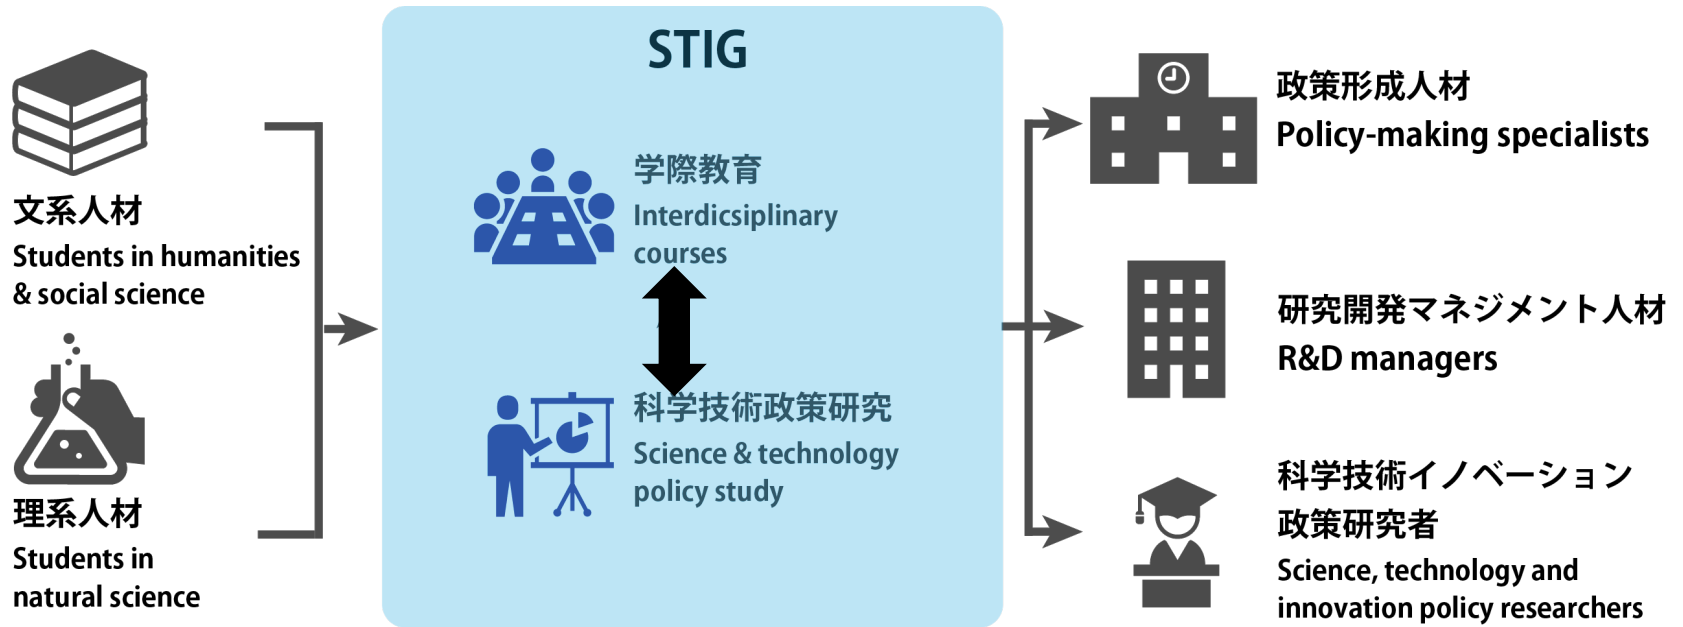 文系人材
Students in humanities
& social science
理系人材
Students in
natural science
STIG
学際教育
Interdicsiplinary
courses
科学技術政策研究
Science & technology
policy study
政策形成人材
Policy-making specialists
研究開発マネジメント人材
R&D managers
科学技術イノベーション
政策研究者
Science, technology and
innovation policy researchers